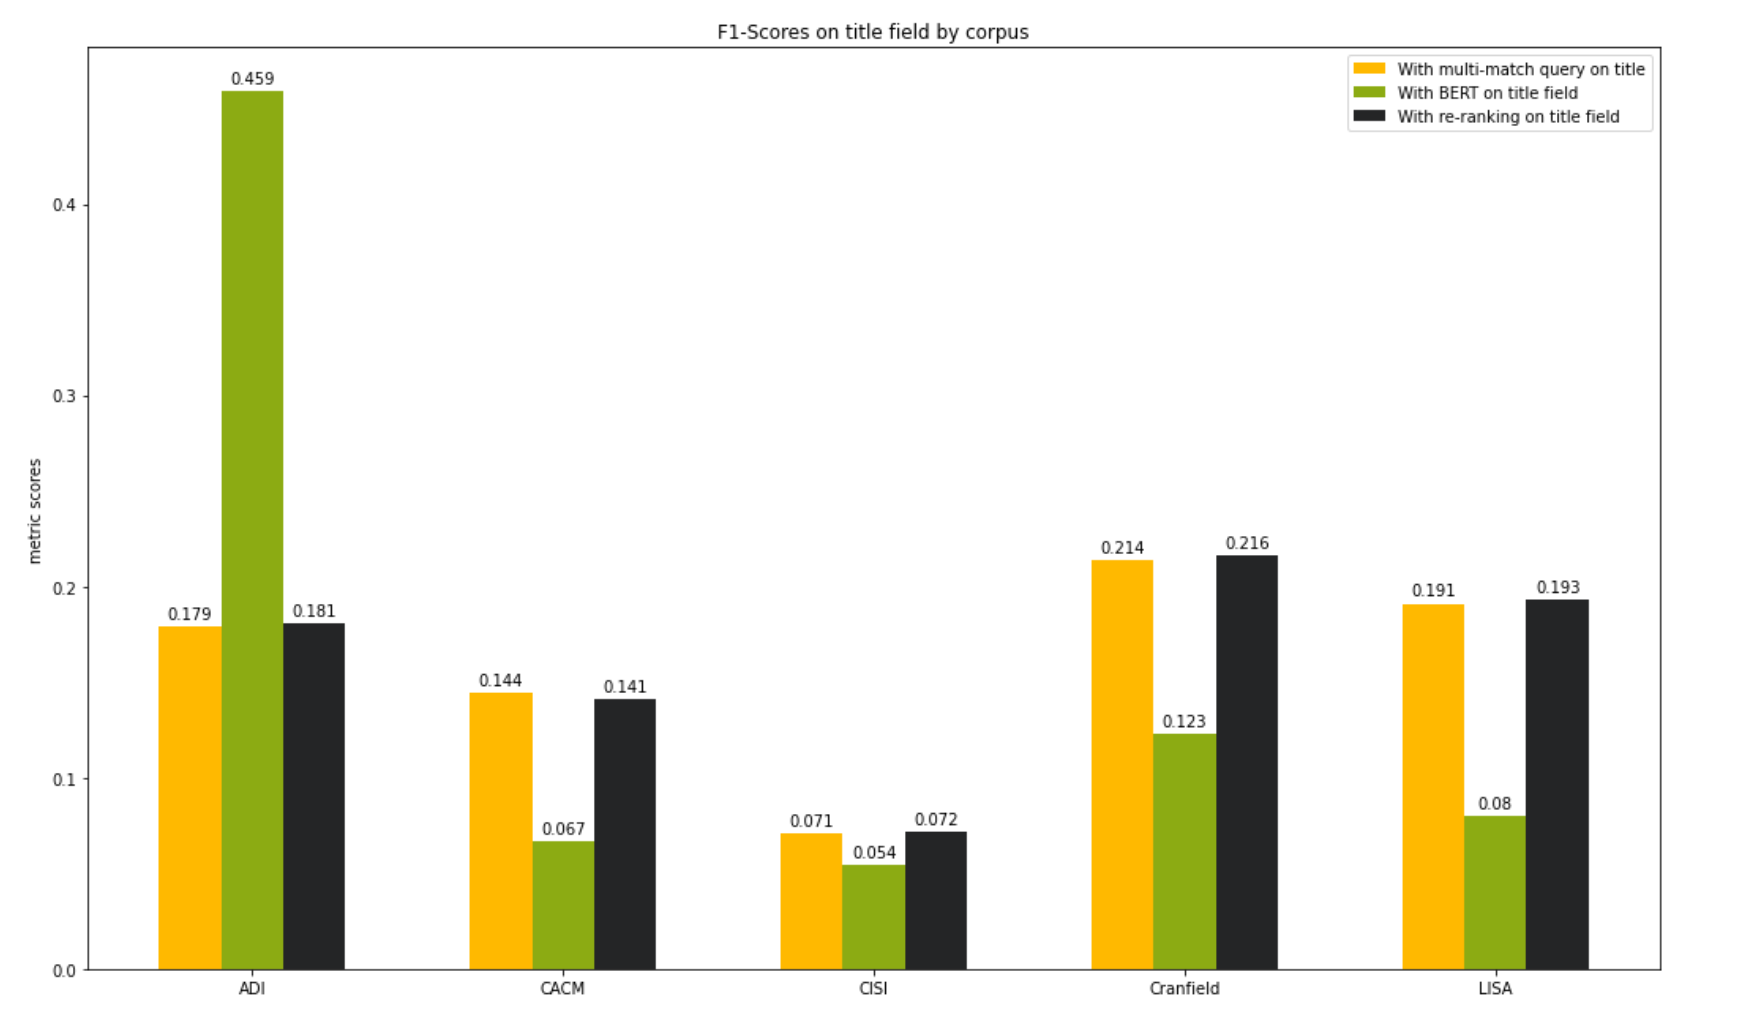 F1-Scores on title field by corpus
With multi-match query on title
With BERT on title field
With re-ranking on title field
metric scores
0.4
0.3
0.2
0.1
0.0
0.179
0.459
0.181
0.144
0.067
0.141
0.071
0.054
0.072
0.214
0.123
0.216
0.191
0.08
0.193
ADI
CACM
CISI
Cranfield
LISA